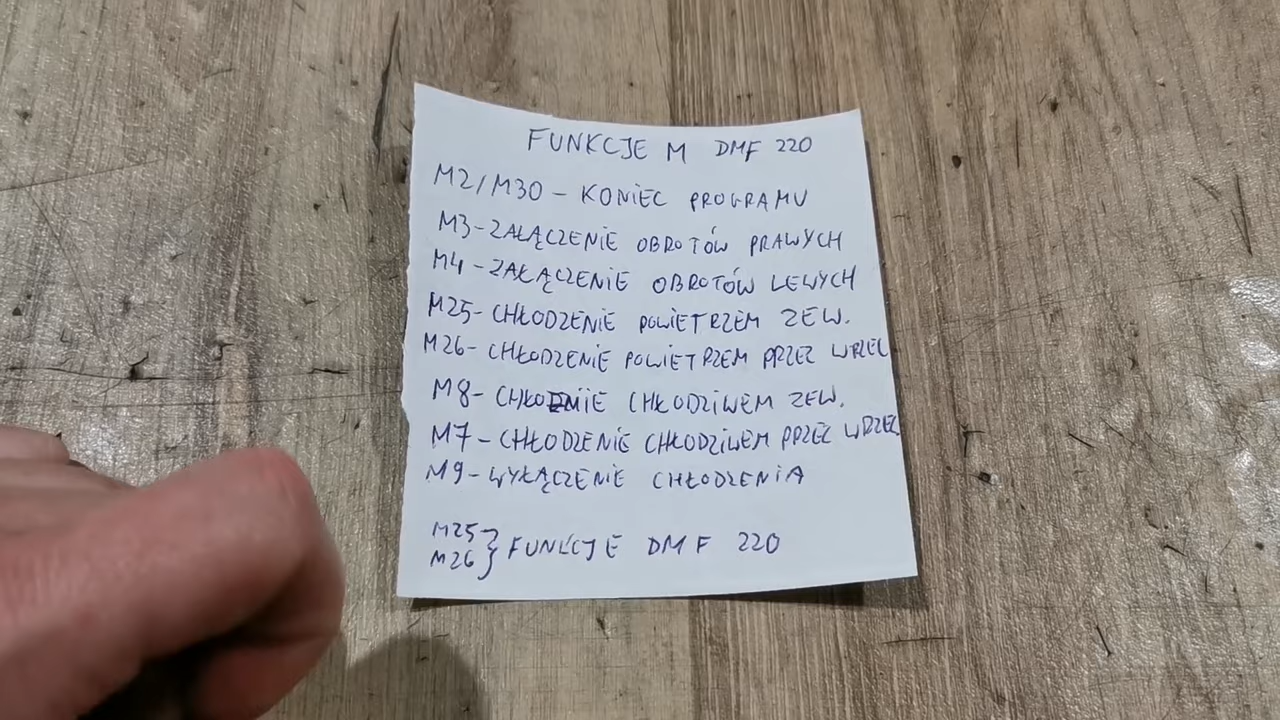 FUNKCJE M DMF 220
M2/M30 - KONIEC PROGRAMU
M3-ZAŁĄCZENIE OBROTÓW PRAWYCH
M4-ZAŁĄCZENIE OBROTÓW LEWYCH
M25-CHŁODZENIE POWIETRZEM ZEW.
M26-CHŁODZENIE POWIETRZEM PRZEZ WRZEC
M8-CHŁODZENIE CHŁODZIWEM ZEW.
M7-CHŁODZENIE CHŁODZIWEM PRZEZ WRZEC.
M9-WYŁĄCZENIE CHŁODZENIA
M25
M26 } FUNKCJE DMF 220